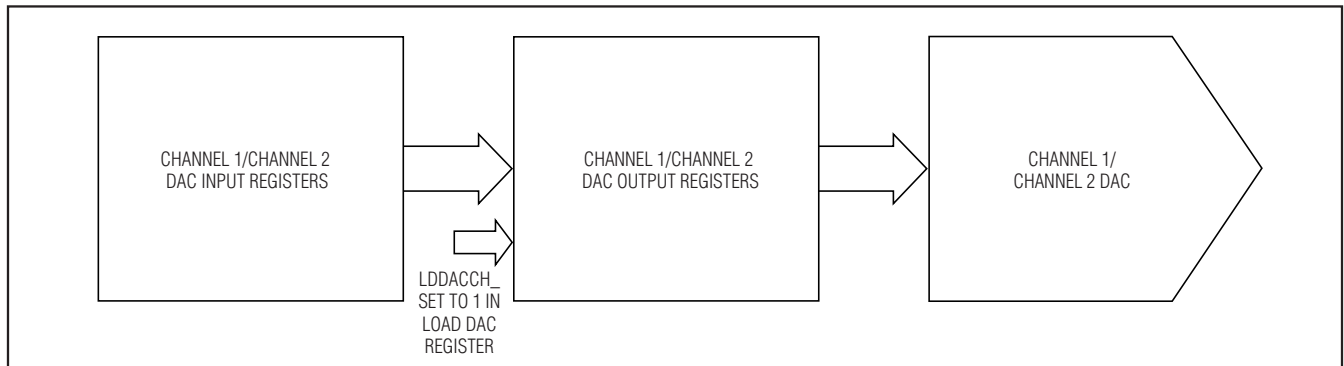 CHANNEL 1/CHANNEL 2
DAC INPUT REGISTERS
LDDACCH_
SET TO 1 IN
LOAD DAC
REGISTER
CHANNEL 1/CHANNEL 2
DAC OUTPUT REGISTERS
CHANNEL 1/
CHANNEL 2 DAC